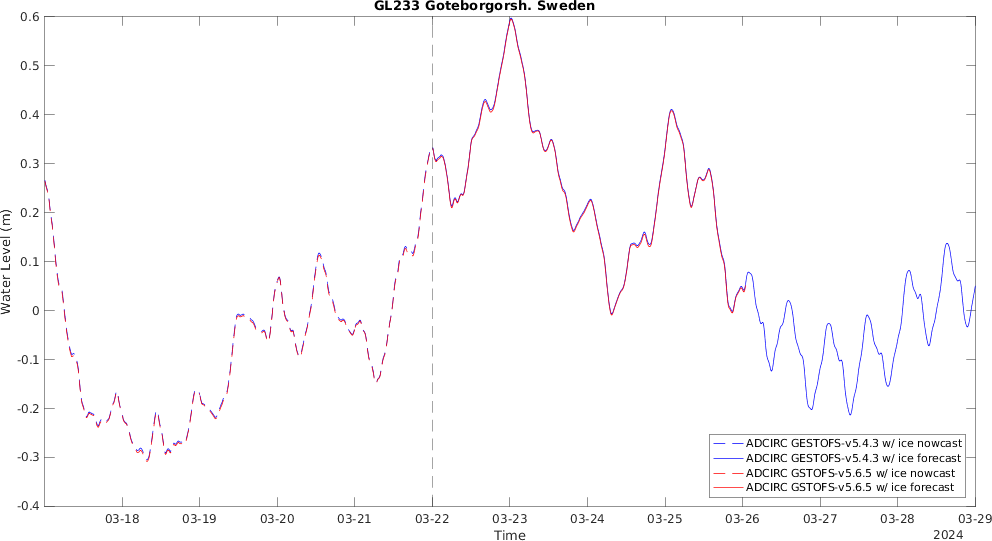 GL233 Goteborgorsh. Sweden
0.6
0.5
0.4
0.3
0.2
0.1
0
-0.1
-0.2
-0.3
-0.4
Water Level (m)
ADCIRC GESTOFS-v5.4.3 w/ ice nowcast
ADCIRC GESTOFS-v5.4.3 w/ ice forecast
ADCIRC GSTOFS-v5.6.5 w/ ice nowcast
ADCIRC GSTOFS-v5.6.5 w/ ice forecast
03-18 03-19 03-20 03-21 03-22 03-23 03-24 03-25 03-26 03-27 03-28 03-29
Time
2024